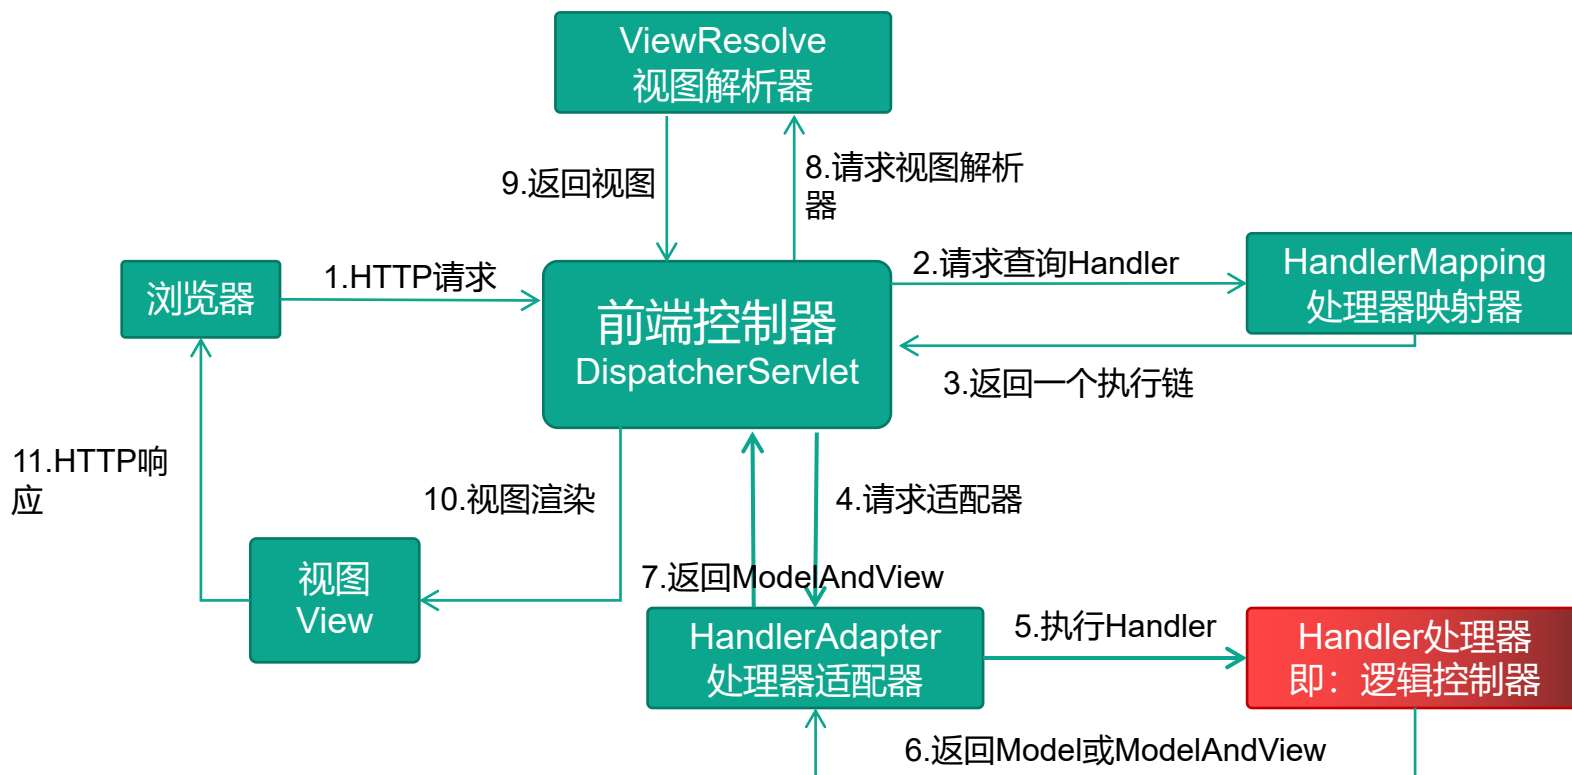 ViewResolve
视图解析器
9.返回视图
8.请求视图解析
器
浏览器
1.HTTP请求
前端控制器
DispatcherServlet
2.请求查询Handler
HandlerMapping
处理器映射器
3.返回一个执行链
11.HTTP响
应
10.视图渲染
4.请求适配器
视图
View
7.返回ModelAndView
HandlerAdapter
处理器适配器
5.执行Handler
Handler处理器
即：逻辑控制器
6.返回Model或ModelAndView